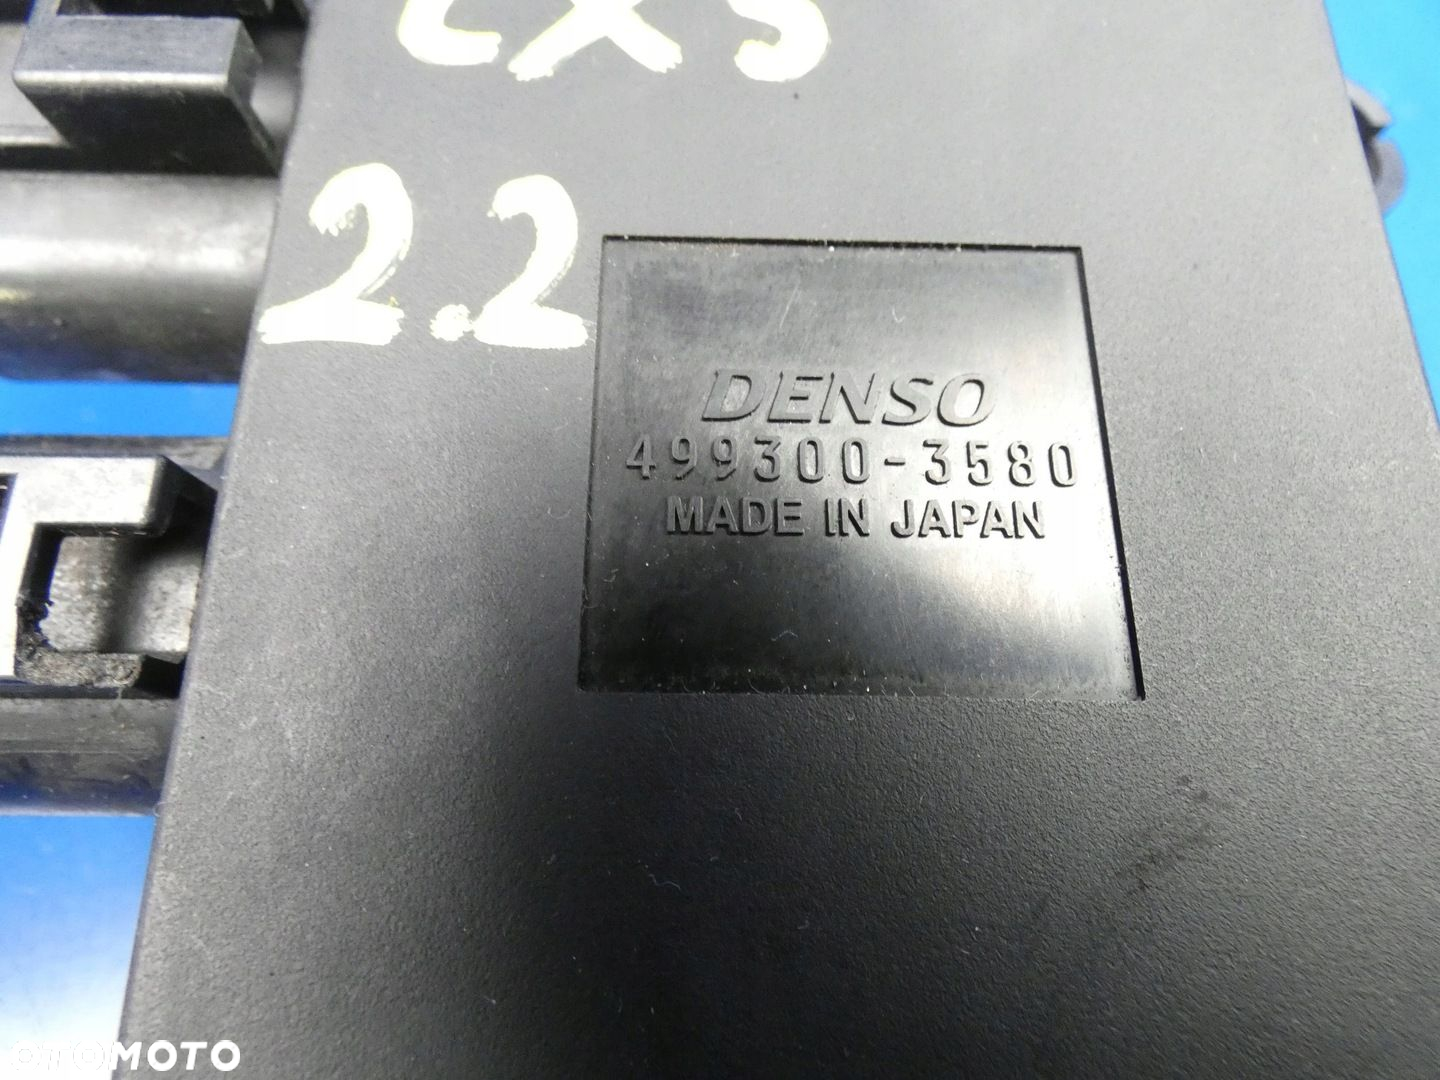 CX5
2.2
DENSO
499300-3580
MADE IN JAPAN
OTOMOTO